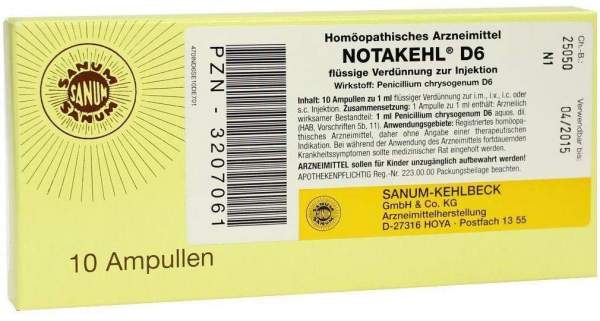 SANUM
SANUM
SANUM
10 Ampullen
PZN - 3207061
Homöopathisches Arzneimittel
NOTAKEHL® D6
flüssige Verdünnung zur Injektion
Wirkstoff: Penicillium chrysogenum D6
Inhalt: 10 Ampullen zu 1 ml flüssiger Verdünnung zur i.m., i.v., i.c. oder
s.c. Injektion. Zusammensetzung: 1 Ampulle zu 1 ml enthält: Arzneilich
wirksamer Bestandteil: 1 ml Penicillium chrysogenum D6 aquos. dil.
(HAB, Vorschriften 5b, 11). Anwendungsgebiete: Registriertes homöopa-
thisches Arzneimittel, daher ohne Angabe einer therapeutischen
Indikation. Bei während der Anwendung des Arzneimittels fortdauernden
Krankheitssymptomen sollte medizinischer Rat eingeholt werden.
ARZNEIMITTEL sollen für Kinder unzugänglich aufbewahrt werden!
APOTHEKENPFLICHTIG Reg.-Nr. 223.00.00 Packungsbeilage beachten.
SANUM-KEHLBECK
GmbH & Co. KG
Arzneimittelherstellung
D-27316 HOYA · Postfach 13 55
Ch.-B.:
25050
N1
Verwendbar bis
04/2015